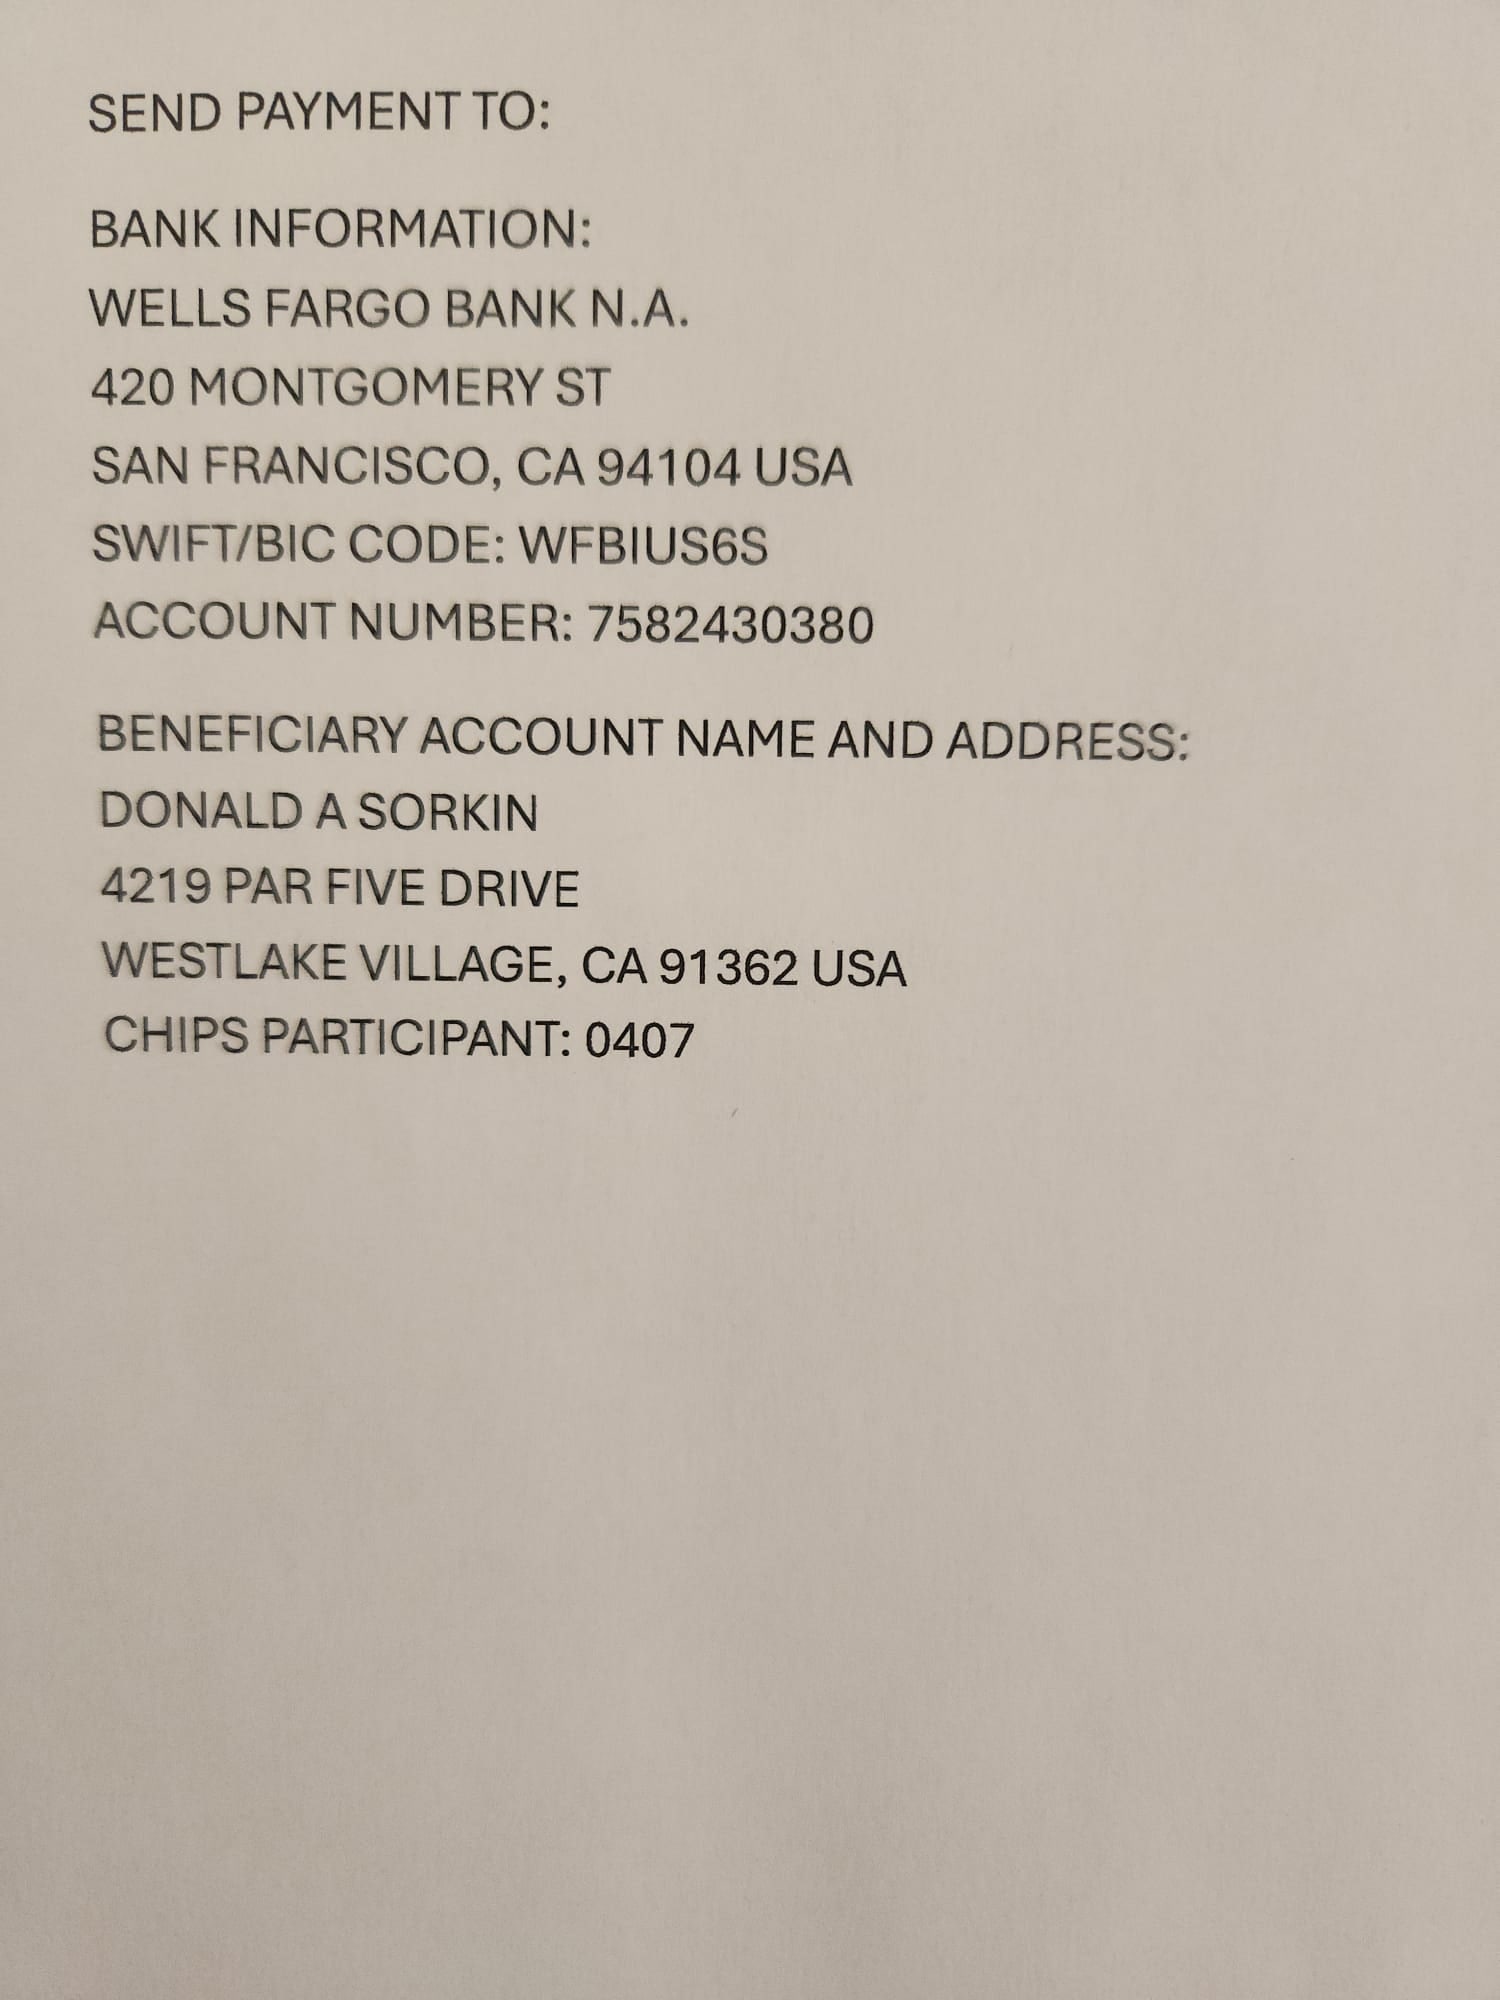 SEND PAYMENT TO:
BANK INFORMATION:
WELLS FARGO BANK N.A.
420 MONTGOMERY ST
SAN FRANCISCO, CA 94104 USA
SWIFT/BIC CODE: WFBIUS6S
ACCOUNT NUMBER: 7582430380
BENEFICIARY ACCOUNT NAME AND ADDRESS:
DONALD A SORKIN
4219 PAR FIVE DRIVE
WESTLAKE VILLAGE, CA 91362 USA
CHIPS PARTICIPANT: 0407